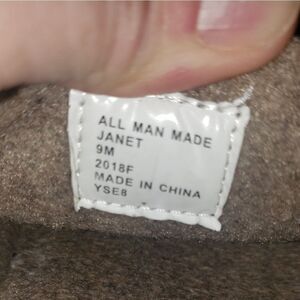 ALL MAN MADE
JANET
9M
2018F
MADE IN CHINA
YSE8